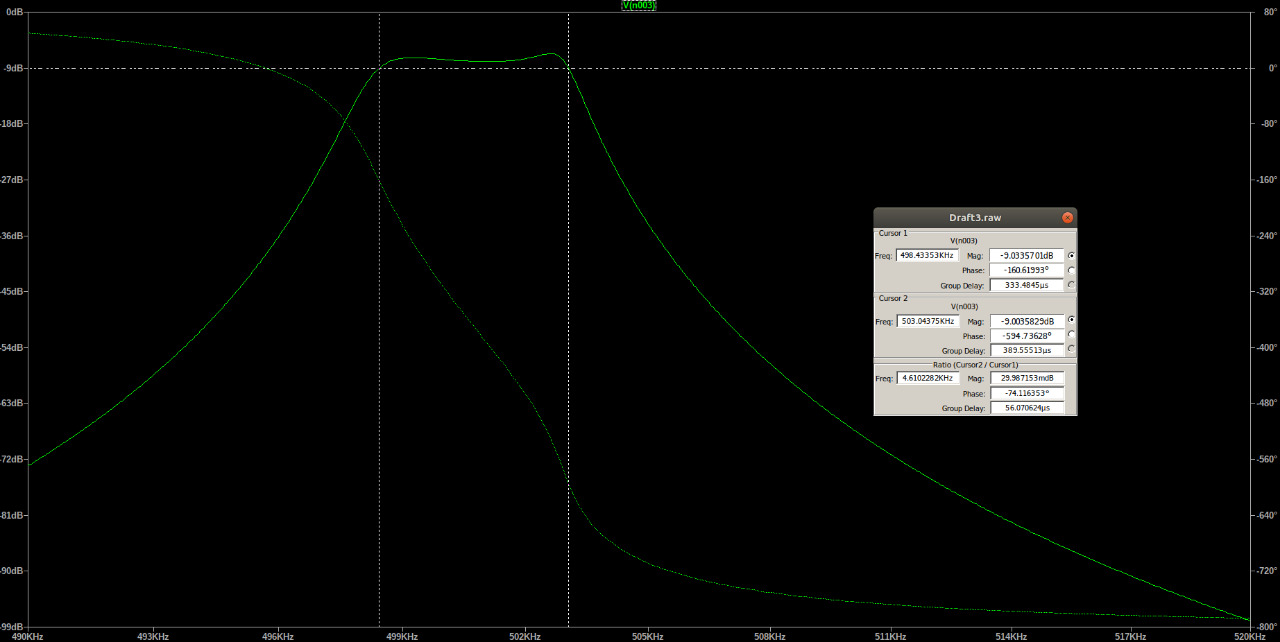 V(n003)
0dB
-9dB
-18dB
-27dB
-36dB
-45dB
-54dB
-63dB
-72dB
-81dB
-90dB
-99dB
80°
0°
-80°
-160°
-240°
-320°
-400°
-480°
-560°
-640°
-720°
-800°
490KHz 493KHz 496KHz 499KHz 502KHz 505KHz 508KHz 511KHz 514KHz 517KHz 520KHz
Draft3.raw
Cursor 1
V(n003)
Freq: 498.43353KHz Mag: -9.0335701dB
Phase: -160.61993°
Group Delay: 333.4845µs
Cursor 2
V(n003)
Freq: 503.04375KHz Mag: -9.0035829dB
Phase: -594.73628°
Group Delay: 389.55513µs
Ratio (Cursor2 / Cursor1)
Freq: 4.6102282KHz Mag: 29.987153mdB
Phase: -74.116353°
Group Delay: 56.070624µs